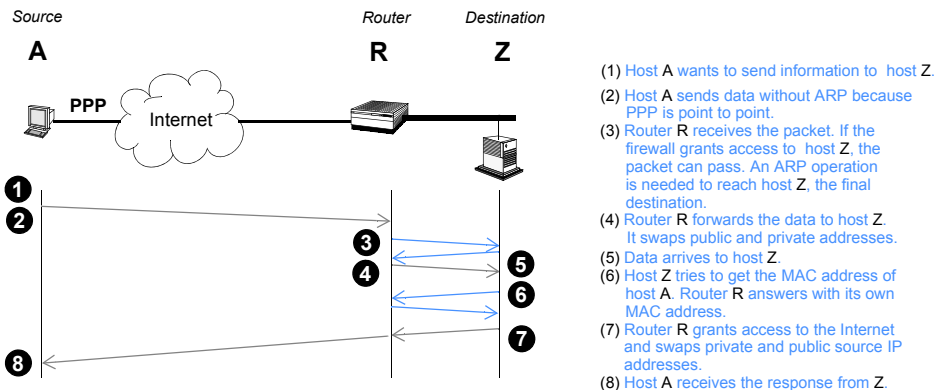 Source Router Destination
A R Z
PPP
Internet
1
2
3
4
5
6
7
8
(1) Host A wants to send information to host Z.
(2) Host A sends data without ARP because
PPP is point to point.
(3) Router R receives the packet. If the
firewall grants access to host Z, the
packet can pass. An ARP operation
is needed to reach host Z, the final
destination.
(4) Router R forwards the data to host Z.
It swaps public and private addresses.
(5) Data arrives to host Z.
(6) Host Z tries to get the MAC address of
host A. Router R answers with its own
MAC address.
(7) Router R grants access to the Internet
and swaps private and public source IP
addresses.
(8) Host A receives the response from Z.